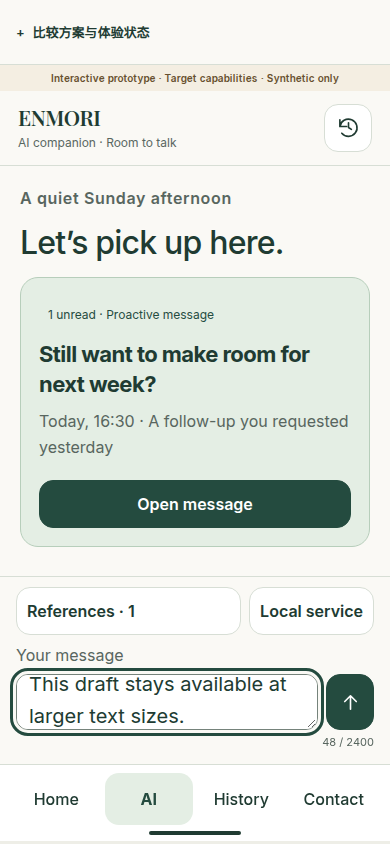 + 比较方案与体验状态
Interactive prototype · Target capabilities · Synthetic only
ENMORI
AI companion · Room to talk
A quiet Sunday afternoon
Let’s pick up here.
1 unread · Proactive message
Still want to make room for
next week?
Today, 16:30 · A follow-up you requested
yesterday
Open message
References · 1
Local service
Your message
This draft stays available at
larger text sizes.
48 / 2400
Home
AI
History
Contact